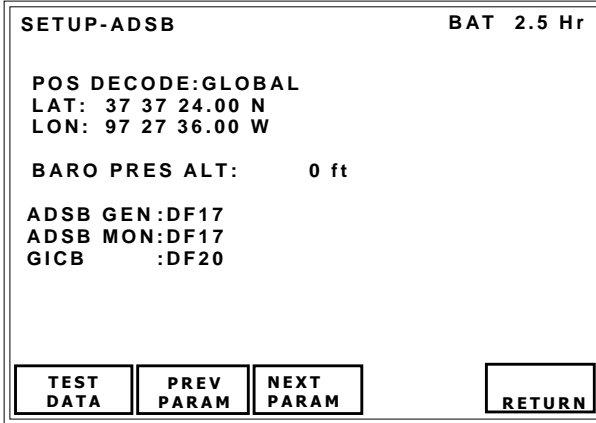 SETUP-ADSB BAT 2.5 Hr
POS DECODE:GLOBAL
LAT: 37 37 24.00 N
LON: 97 27 36.00 W
BARO PRES ALT: 0 ft
ADSB GEN:DF17
ADSB MON:DF17
GICB :DF20
TEST DATA
PREV PARAM
NEXT PARAM
RETURN